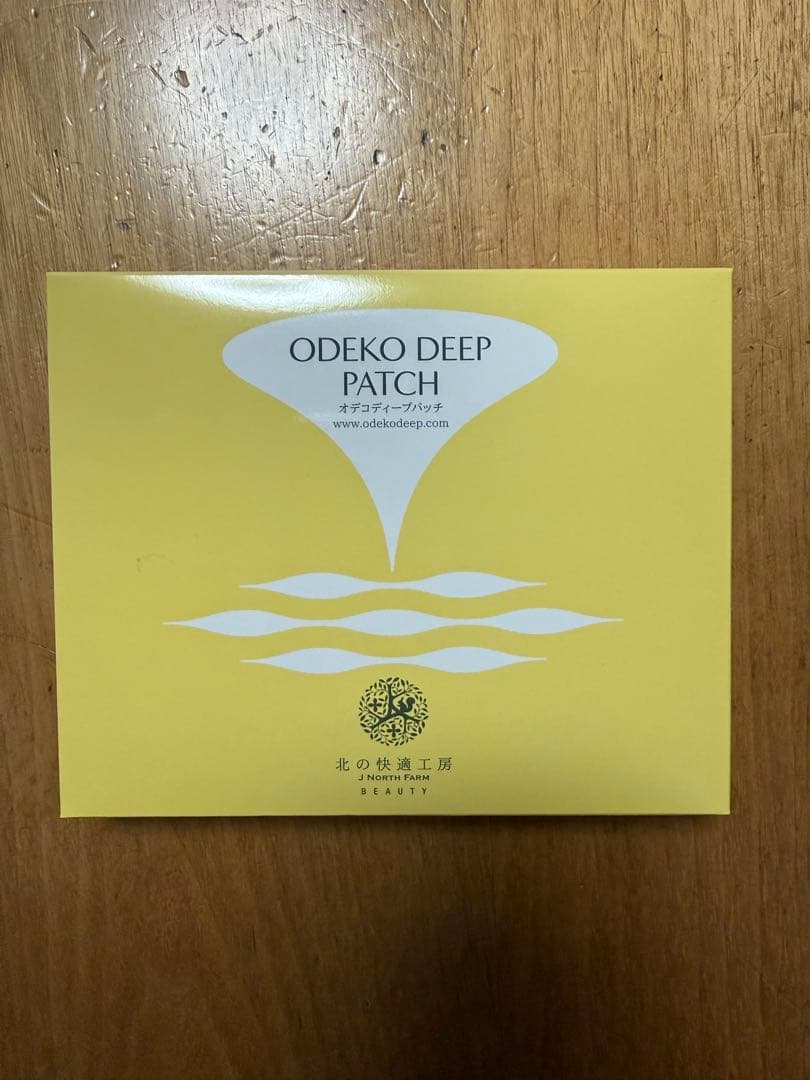 ODEKO DEEP
PATCH
オデコディープパッチ
www.odekodeep.com
北の快適工房
J NORTH FARM
BEAUTY